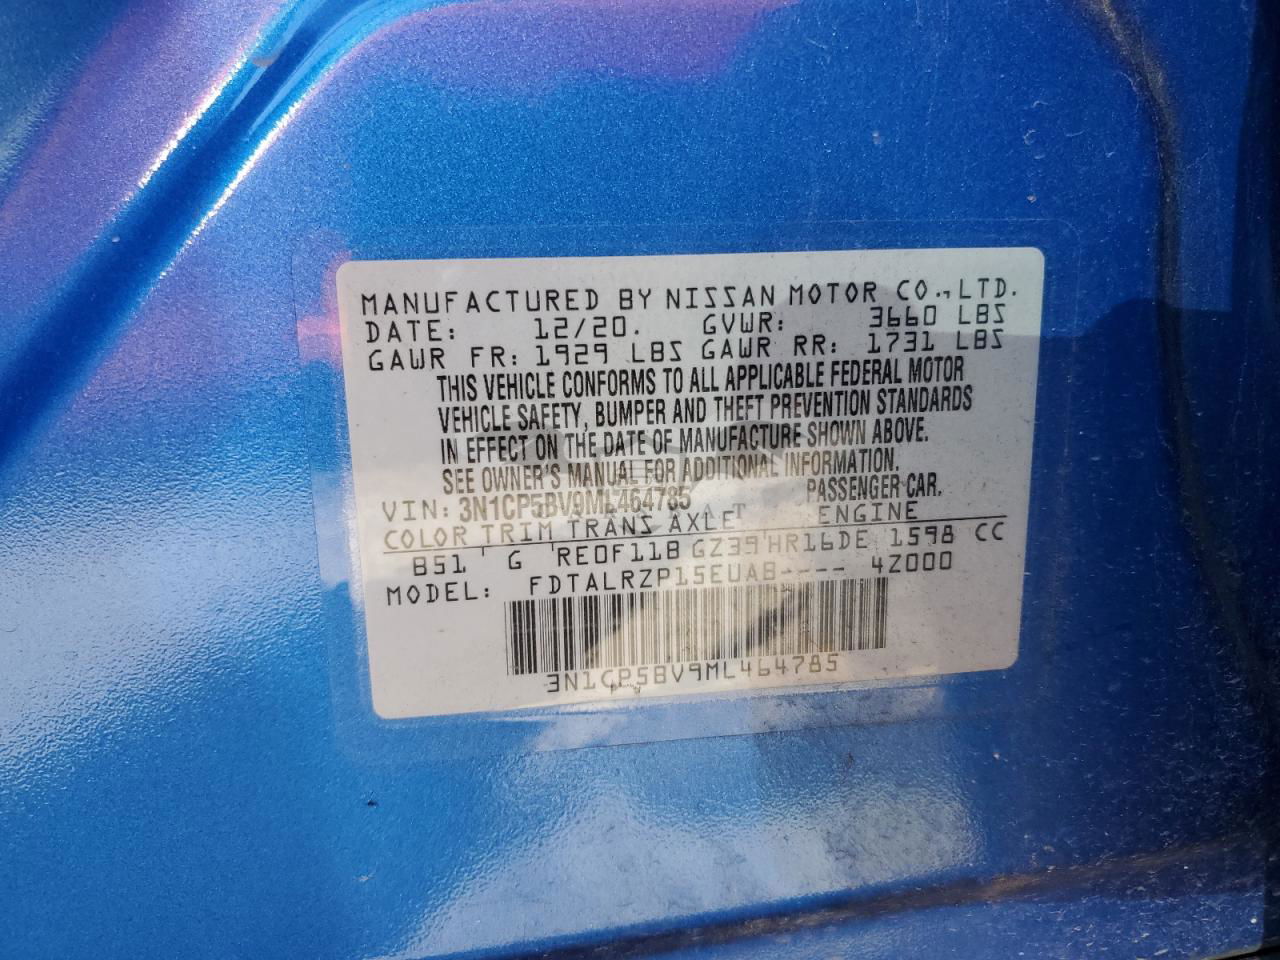 MANUFACTURED BY NISSAN MOTOR CO., LTD.
DATE: 12/20. GVWR: 3660 LBS
GAWR FR: 1929 LBS GAWR RR: 1731 LBS
THIS VEHICLE CONFORMS TO ALL APPLICABLE FEDERAL MOTOR
VEHICLE SAFETY, BUMPER AND THEFT PREVENTION STANDARDS
IN EFFECT ON THE DATE OF MANUFACTURE SHOWN ABOVE.
SEE OWNER'S MANUAL FOR ADDITIONAL INFORMATION.
VIN: 3N1CP5BV9ML464785 PASSENGER CAR.
COLOR TRIM TRANS AXLE ENGINE
B51 G RE0F11B GZ39 HR16DE 1598 CC
MODEL: FDTALRZP15EUAB---- 4Z000
3N1CP5BV9ML464785